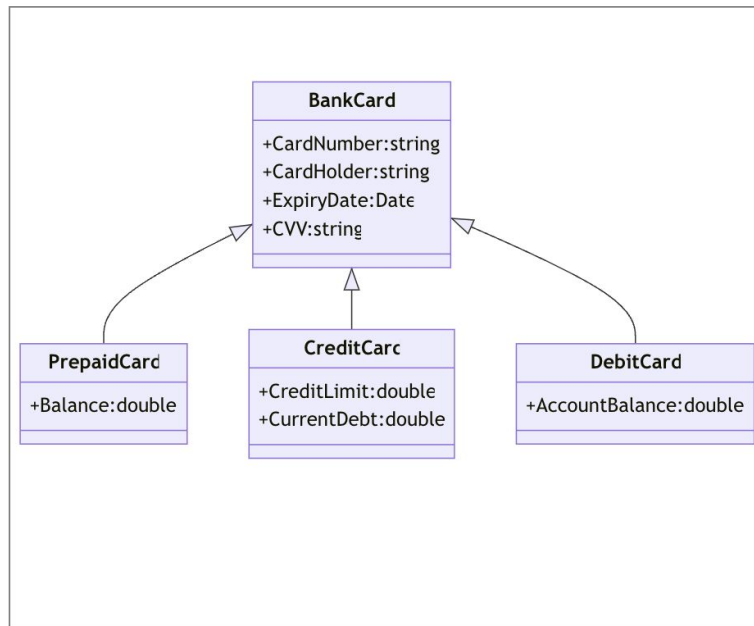 BankCard
+CardNumber:string
+CardHolder:string
+ExpiryDate:Date
+CVV:string
PrepaidCard
+Balance:double
CreditCard
+CreditLimit:double
+CurrentDebt:double
DebitCard
+AccountBalance:double